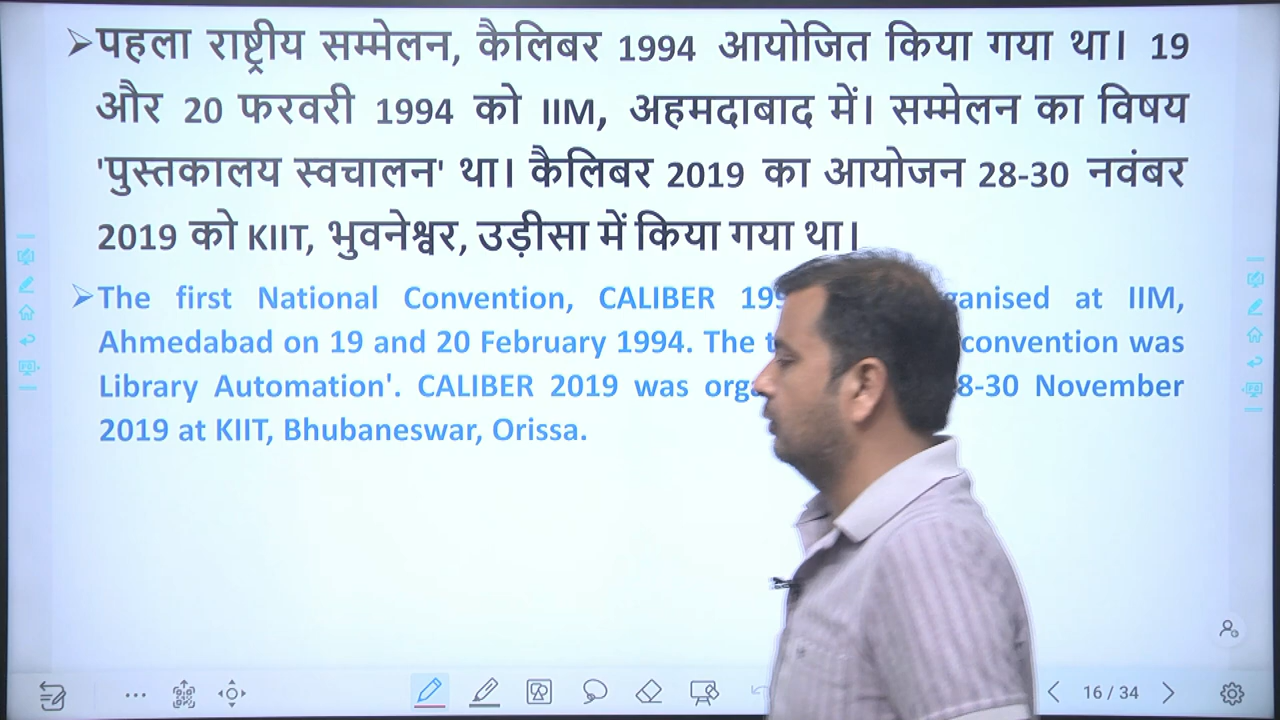 ➢पहला राष्ट्रीय सम्मेलन, कैलिबर 1994 आयोजित किया गया था। 19
और 20 फरवरी 1994 को IIM, अहमदाबाद में। सम्मेलन का विषय
'पुस्तकालय स्वचालन' था। कैलिबर 2019 का आयोजन 28-30 नवंबर
2019 को KIIT, भुवनेश्वर, उड़ीसा में किया गया था।
➢The first National Convention, CALIBER at IIM,
Ahmedabad on 19 and 20 February 1994. The convention was
Library Automation'. CALIBER 2019 was November
2019 at KIIT, Bhubaneswar, Orissa.
16 / 34